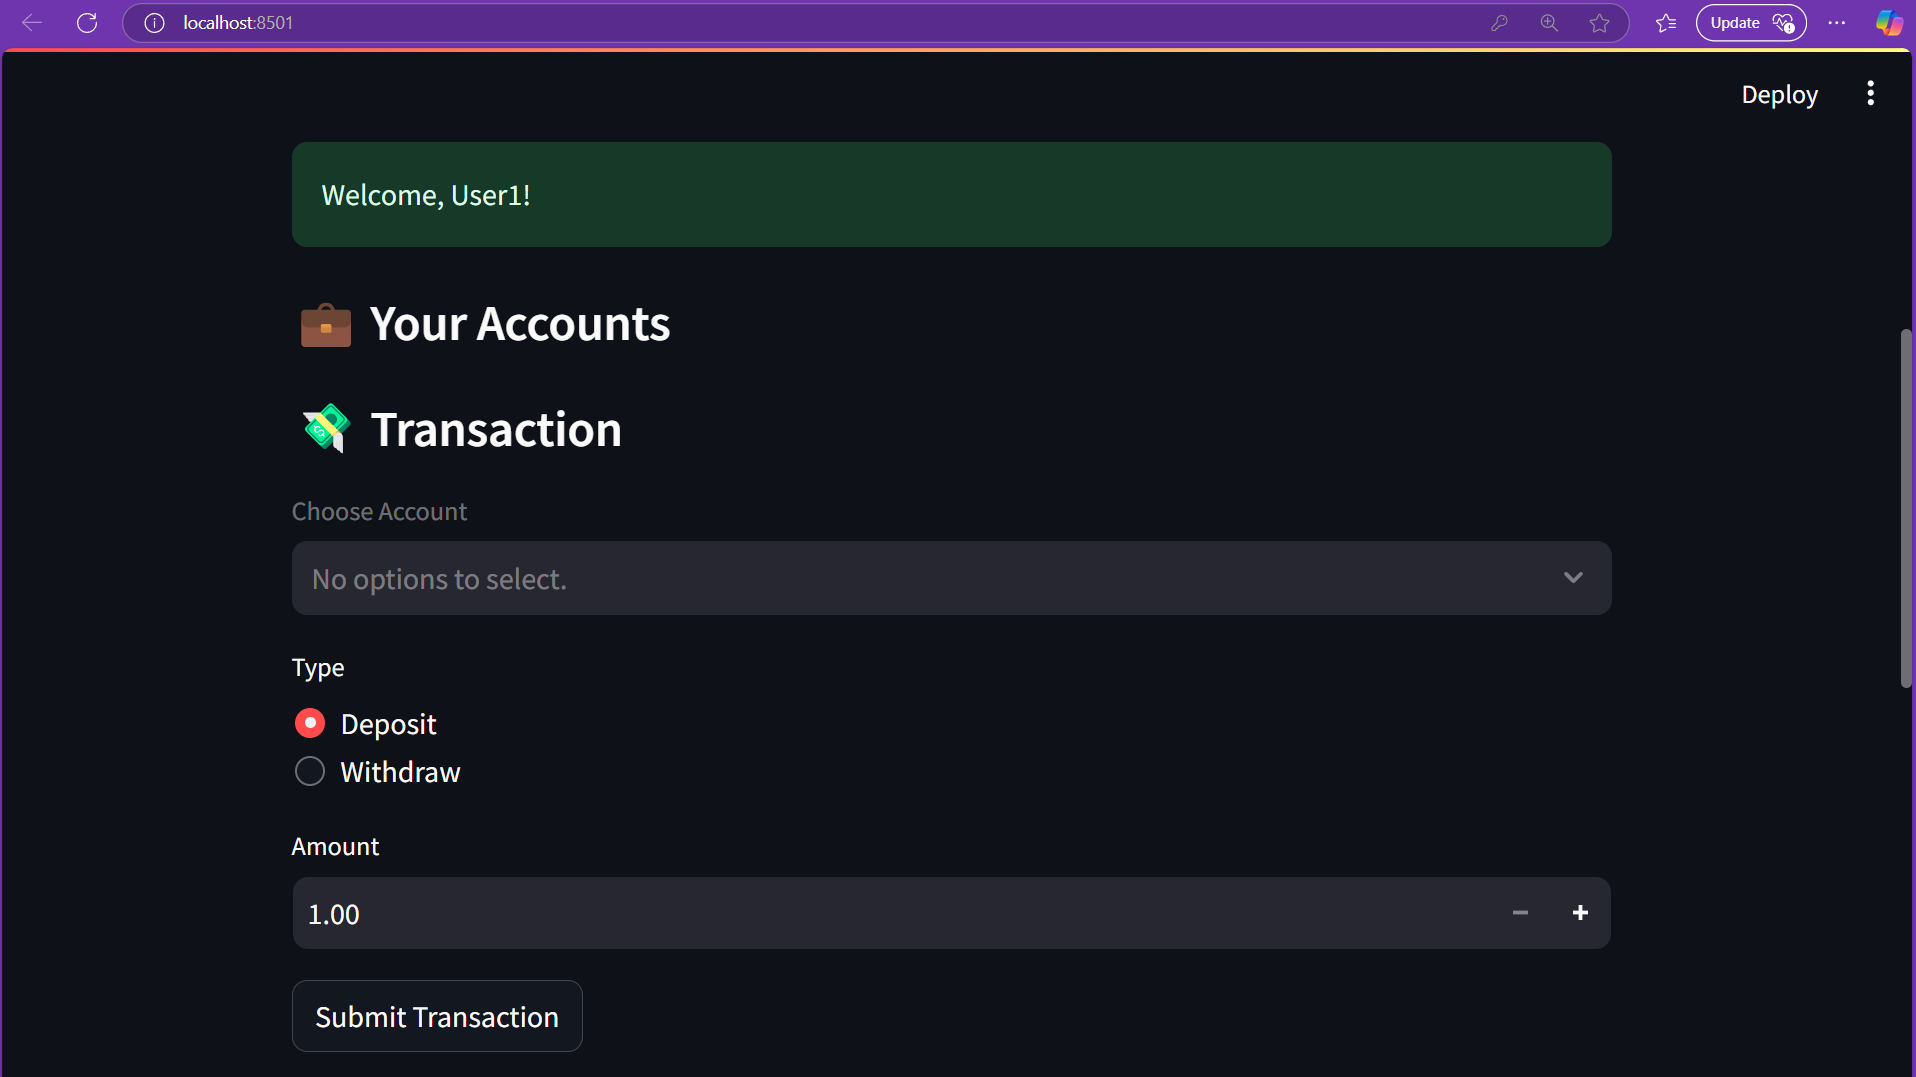 localhost:8501
Update
Deploy
Welcome, User1!
Your Accounts
Transaction
Choose Account
No options to select.
Type
Deposit
Withdraw
Amount
1.00
Submit Transaction